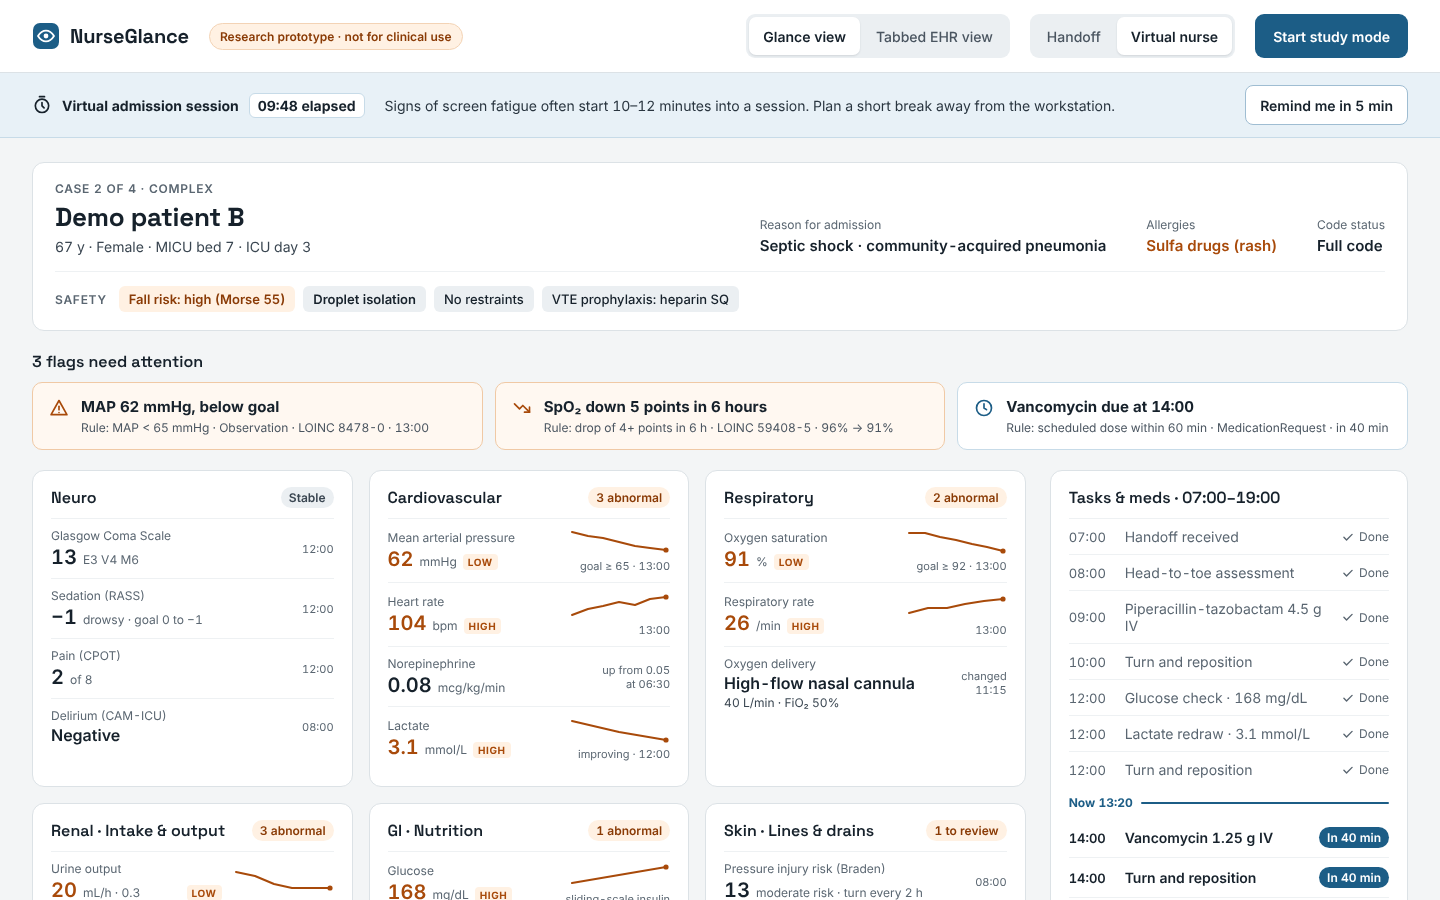 NurseGlance
Research prototype · not for clinical use
Glance view
Tabbed EHR view
Handoff
Virtual nurse
Start study mode
Virtual admission session
09:48 elapsed
Signs of screen fatigue often start 10–12 minutes into a session. Plan a short break away from the workstation.
Remind me in 5 min
CASE 2 OF 4 · COMPLEX
Demo patient B
67 y · Female · MICU bed 7 · ICU day 3
Reason for admission
Septic shock · community-acquired pneumonia
Allergies
Sulfa drugs (rash)
Code status
Full code
SAFETY
Fall risk: high (Morse 55)
Droplet isolation
No restraints
VTE prophylaxis: heparin SQ
3 flags need attention
MAP 62 mmHg, below goal
Rule: MAP < 65 mmHg · Observation · LOINC 8478-0 · 13:00
SpO₂ down 5 points in 6 hours
Rule: drop of 4+ points in 6 h · LOINC 59408-5 · 96% → 91%
Vancomycin due at 14:00
Rule: scheduled dose within 60 min · MedicationRequest · in 40 min
Neuro
Stable
Glasgow Coma Scale
13 E3 V4 M6
12:00
Sedation (RASS)
−1 drowsy · goal 0 to −1
12:00
Pain (CPOT)
2 of 8
12:00
Delirium (CAM-ICU)
Negative
08:00
Cardiovascular
3 abnormal
Mean arterial pressure
62 mmHg LOW
goal ≥ 65 · 13:00
Heart rate
104 bpm HIGH
13:00
Norepinephrine
0.08 mcg/kg/min
up from 0.05
at 06:30
Lactate
3.1 mmol/L HIGH
improving · 12:00
Respiratory
2 abnormal
Oxygen saturation
91 % LOW
goal ≥ 92 · 13:00
Respiratory rate
26 /min HIGH
13:00
Oxygen delivery
High-flow nasal cannula
40 L/min · FiO₂ 50%
changed
11:15
Renal · Intake & output
3 abnormal
Urine output
20 mL/h · 0.3 LOW
GI · Nutrition
1 abnormal
Glucose
168 mg/dL HIGH
sliding-scale insulin
Skin · Lines & drains
1 to review
Pressure injury risk (Braden)
13 moderate risk · turn every 2 h
08:00
Tasks & meds · 07:00–19:00
07:00 Handoff received Done
08:00 Head-to-toe assessment Done
09:00 Piperacillin-tazobactam 4.5 g
IV Done
10:00 Turn and reposition Done
12:00 Glucose check · 168 mg/dL Done
12:00 Lactate redraw · 3.1 mmol/L Done
12:00 Turn and reposition Done
Now 13:20
14:00 Vancomycin 1.25 g IV In 40 min
14:00 Turn and reposition In 40 min